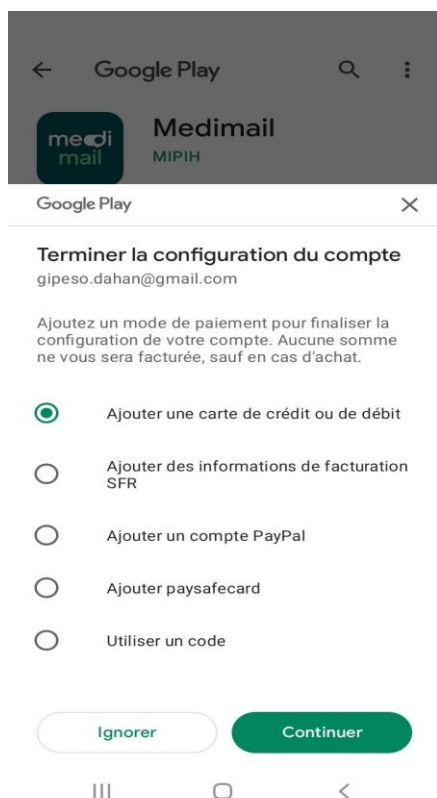 Google Play
medi
mail
Medimail
MIPIH
Google Play
Terminer la configuration du compte
gipeso.dahan@gmail.com
Ajoutez un mode de paiement pour finaliser la
configuration de votre compte. Aucune somme
ne vous sera facturée, sauf en cas d'achat.
Ajouter une carte de crédit ou de débit
Ajouter des informations de facturation
SFR
Ajouter un compte PayPal
Ajouter paysafecard
Utiliser un code
Ignorer
Continuer